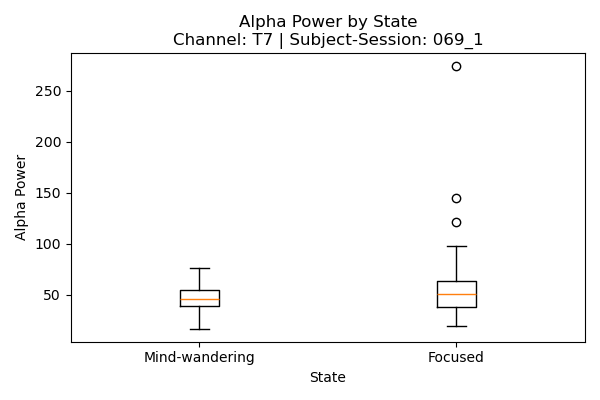 Alpha Power by State
Channel: T7 | Subject-Session: 069_1
Alpha Power
250
200
150
100
50
Mind-wandering
Focused
State